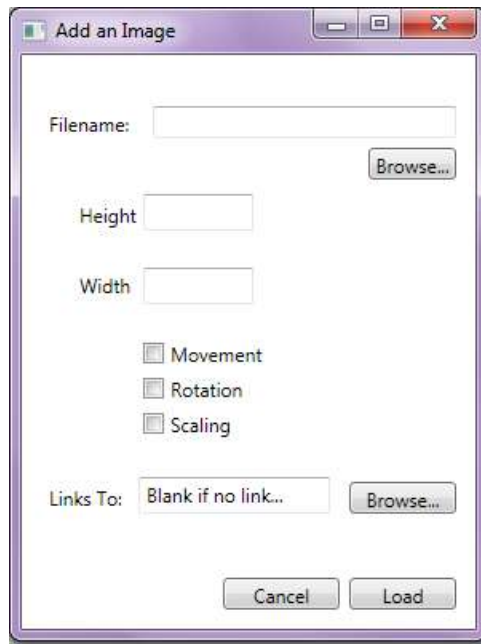 Add an Image
Filename:
Browse...
Height
Width
Movement
Rotation
Scaling
Links To: Blank if no link... Browse...
Cancel Load